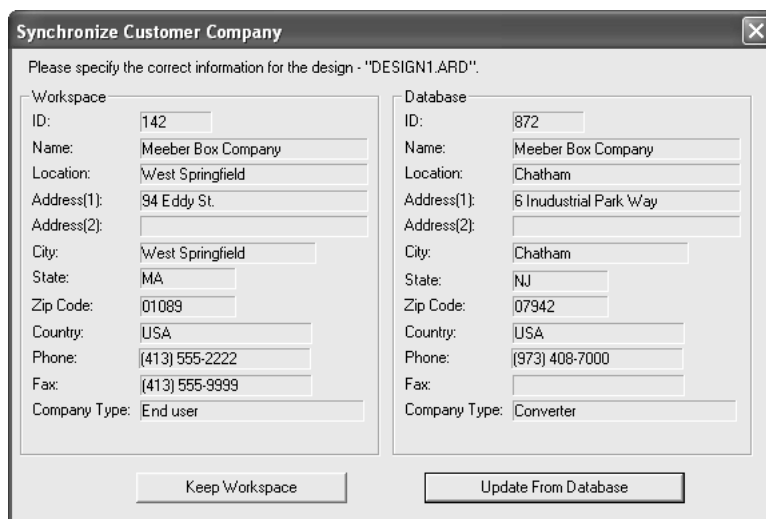 Synchronize Customer Company
Please specify the correct information for the design - "DESIGN1.ARD".
Workspace
ID: 142
Name: Meeber Box Company
Location: West Springfield
Address(1): 94 Eddy St.
Address(2):
City: West Springfield
State: MA
Zip Code: 01089
Country: USA
Phone: (413) 555-2222
Fax: (413) 555-9999
Company Type: End user
Database
ID: 872
Name: Meeber Box Company
Location: Chatham
Address(1): 6 Inudustrial Park Way
Address(2):
City: Chatham
State: NJ
Zip Code: 07942
Country: USA
Phone: (973) 408-7000
Fax:
Company Type: Converter
Keep Workspace
Update From Database